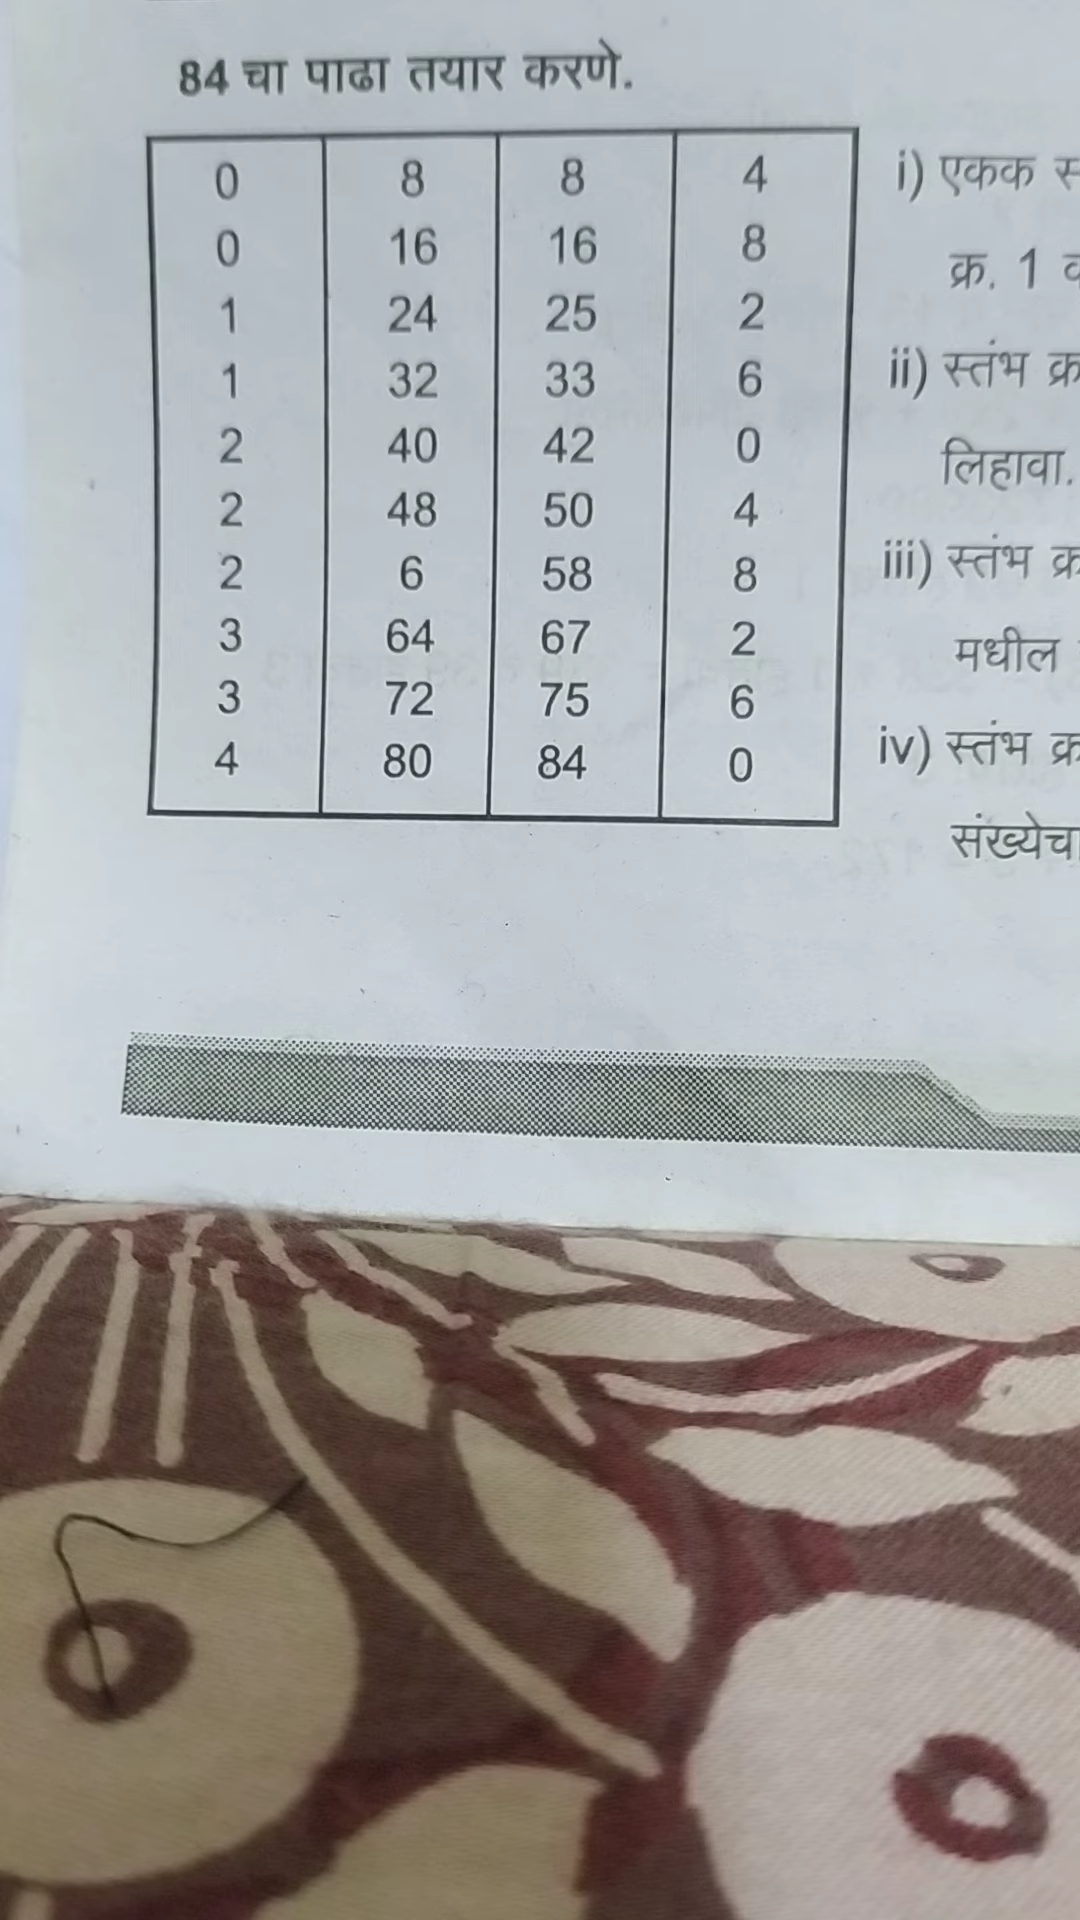 84 चा पाढा तयार करणे.
0 8 8 4
0 16 16 8
1 24 25 2
1 32 33 6
2 40 42 0
2 48 50 4
2 6 58 8
3 64 67 2
3 72 75 6
4 80 84 0
i) एकक
क्र. 1
ii) स्तंभ क्र
लिहावा.
iii) स्तंभ क्र
मधील
iv) स्तंभ क्र
संख्येचा